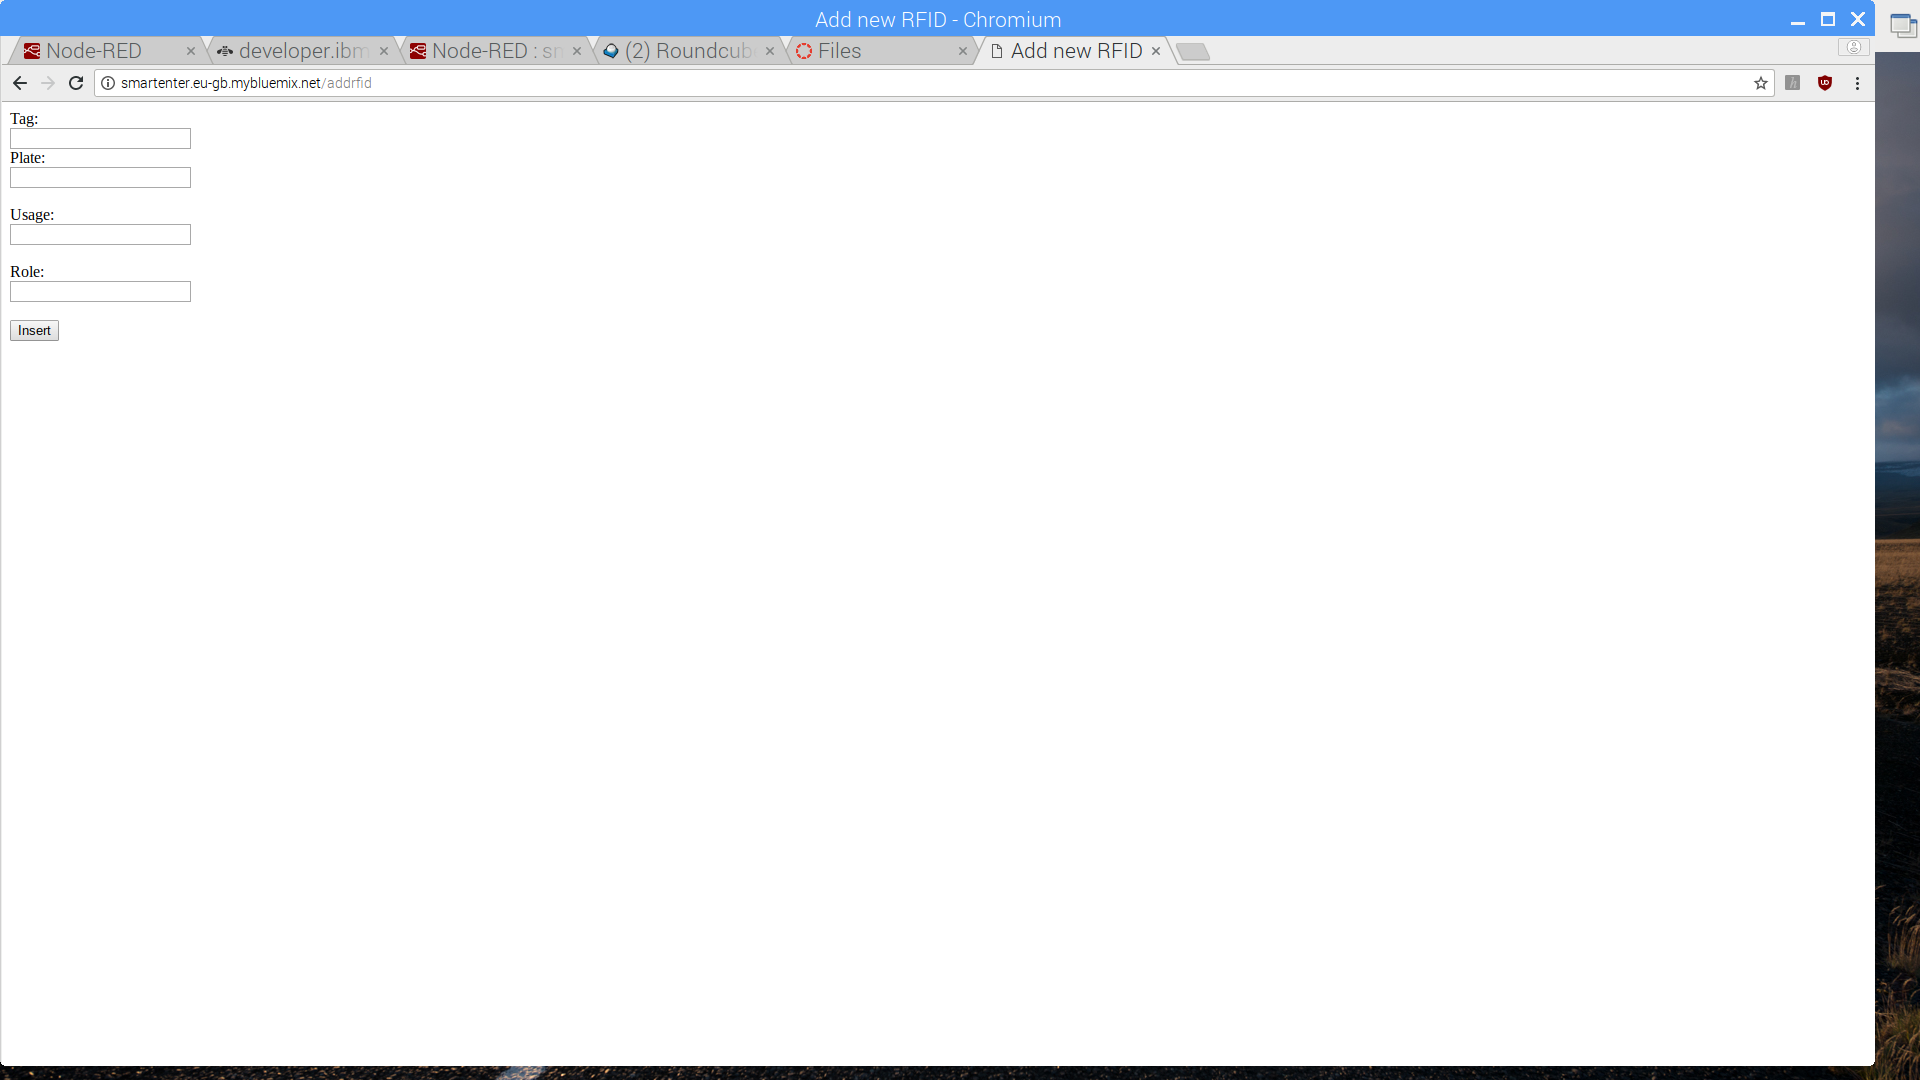 Add new RFID - Chromium
Node-RED
developer.ibm
Node-RED : sn
(2) Roundcub
Files
Add new RFID
smartenter.eu-gb.mybluemix.net/addrfid
Tag:
Plate:
Usage:
Role:
Insert